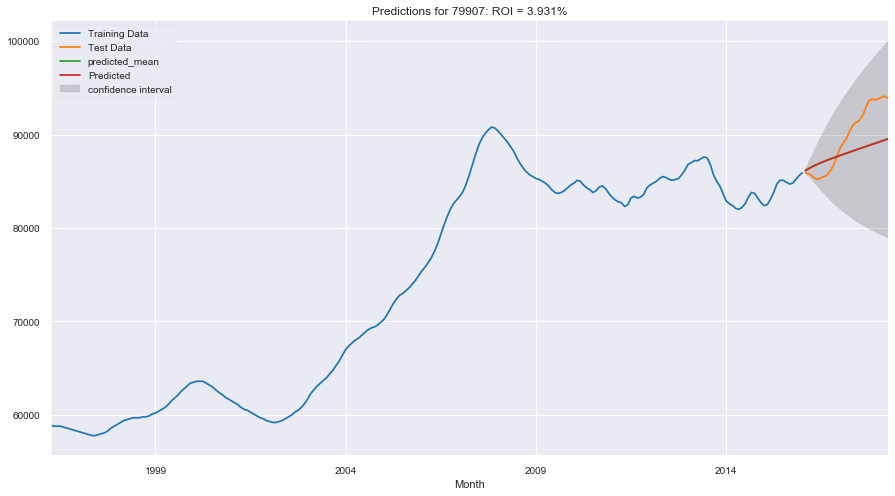 Predictions for 79907: ROI = 3.931%
Training Data
Test Data
predicted_mean
Predicted
confidence interval
100000
90000
80000
70000
60000
1999
2004
2009
2014
Month